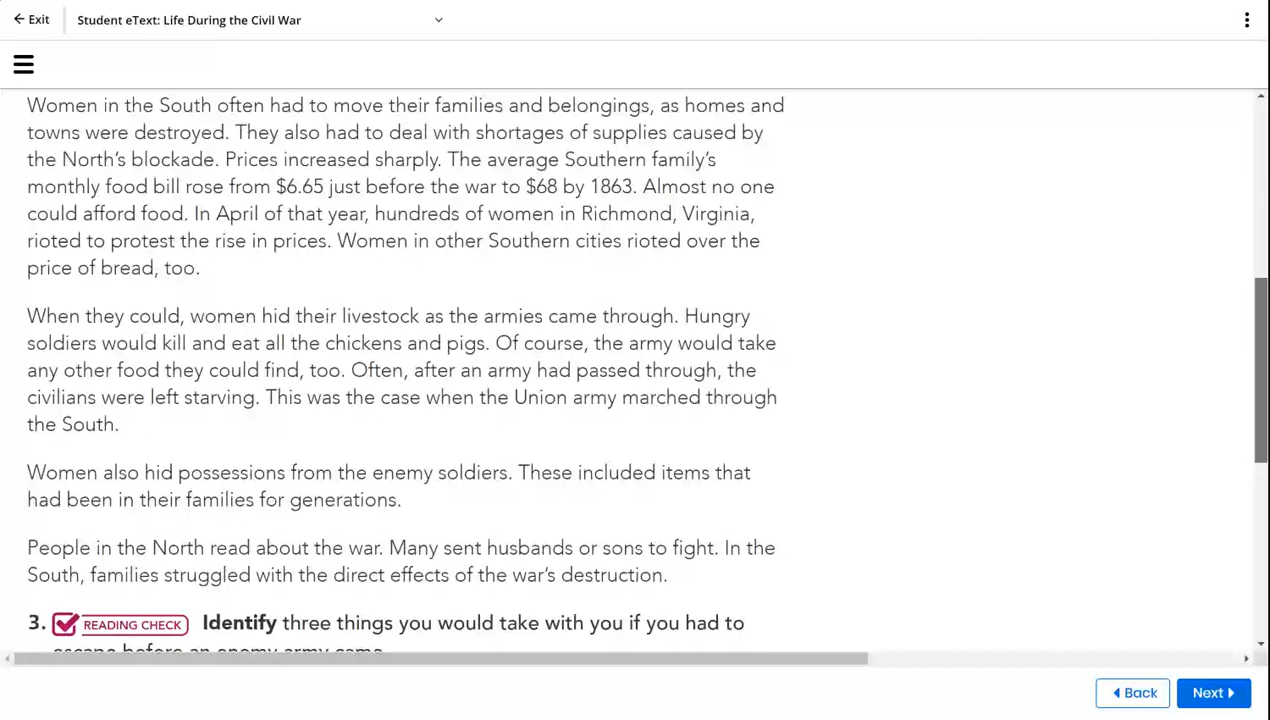 Exit
Student eText: Life During the Civil War
Women in the South often had to move their families and belongings, as homes and
towns were destroyed. They also had to deal with shortages of supplies caused by
the North’s blockade. Prices increased sharply. The average Southern family’s
monthly food bill rose from $6.65 just before the war to $68 by 1863. Almost no one
could afford food. In April of that year, hundreds of women in Richmond, Virginia,
rioted to protest the rise in prices. Women in other Southern cities rioted over the
price of bread, too.
When they could, women hid their livestock as the armies came through. Hungry
soldiers would kill and eat all the chickens and pigs. Of course, the army would take
any other food they could find, too. Often, after an army had passed through, the
civilians were left starving. This was the case when the Union army marched through
the South.
Women also hid possessions from the enemy soldiers. These included items that
had been in their families for generations.
People in the North read about the war. Many sent husbands or sons to fight. In the
South, families struggled with the direct effects of the war’s destruction.
3. READING CHECK Identify three things you would take with you if you had to
escape before an enemy army came.
Back
Next